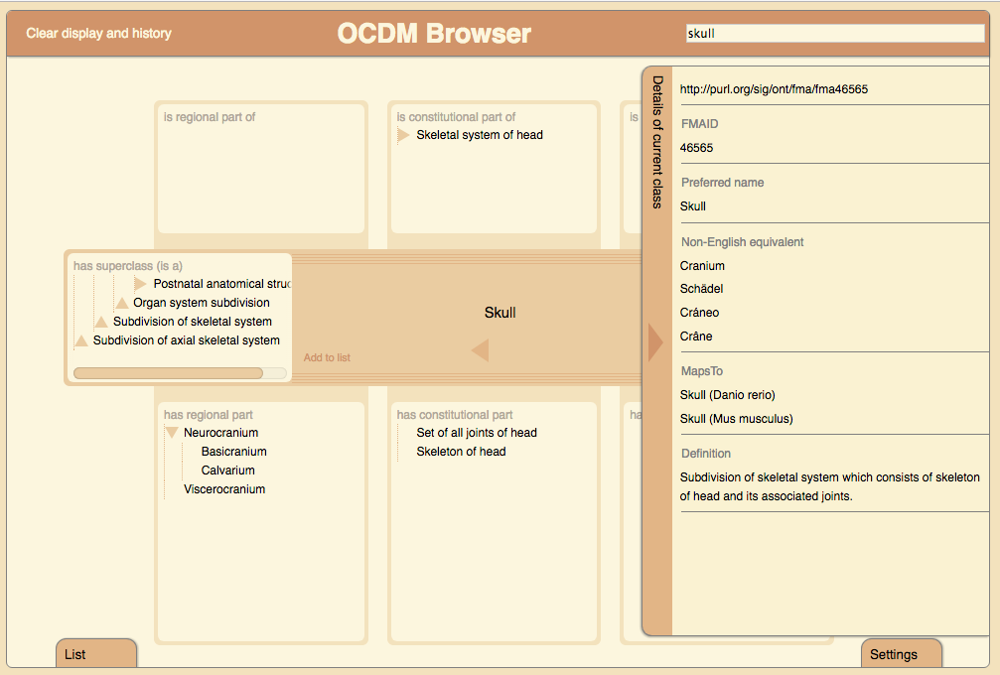 Clear display and history
OCDM Browser
skull
is regional part of
is constitutional part of
Skeletal system of head
is
has superclass (is a)
Postnatal anatomical struc
Organ system subdivision
Subdivision of skeletal system
Subdivision of axial skeletal system
Skull
Add to list
has regional part
Neurocranium
Basicranium
Calvarium
Viscerocranium
has constitutional part
Set of all joints of head
Skeleton of head
ha
Details of current class
http://purl.org/sig/ont/fma/fma46565
FMAID
46565
Preferred name
Skull
Non-English equivalent
Cranium
Schädel
Cráneo
Crâne
MapsTo
Skull (Danio rerio)
Skull (Mus musculus)
Definition
Subdivision of skeletal system which consists of skeleton
of head and its associated joints.
List
Settings